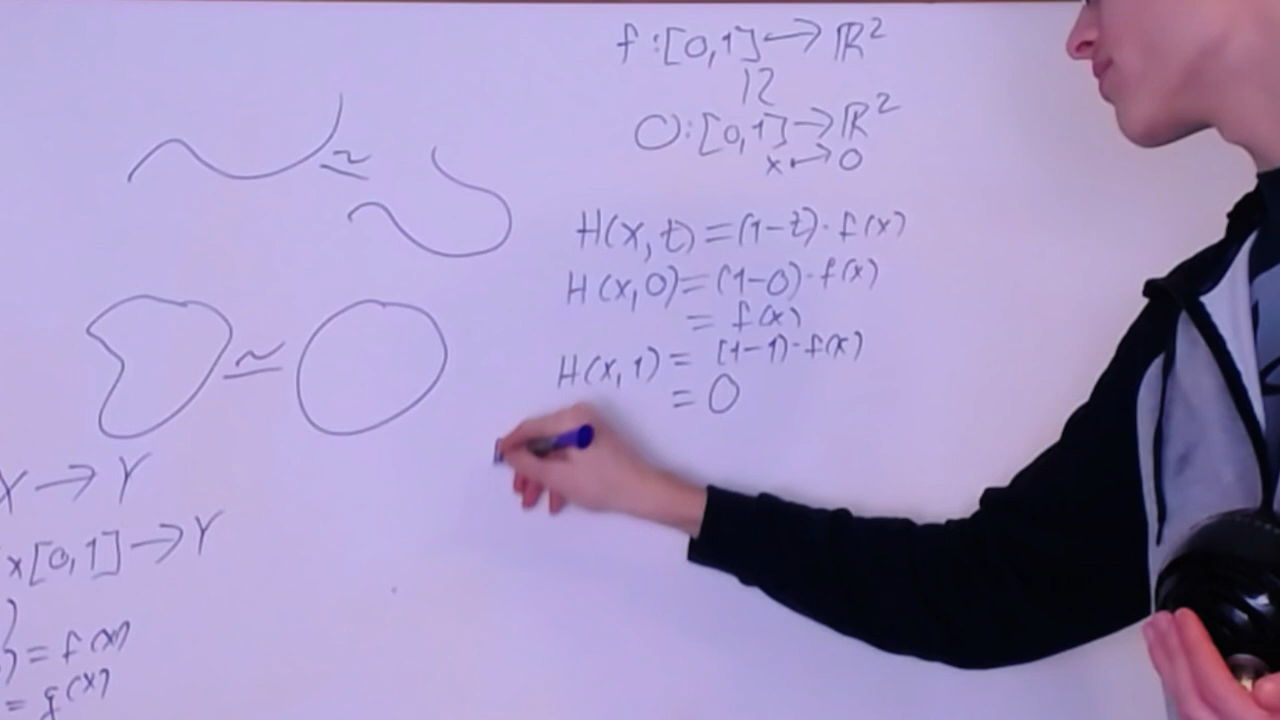 f:[0,1]→ℝ²
≃
0:[0,1]→ℝ²
x↦0
≃
H(x,t)=(1-t)·f(x)
H(x,0)=(1-0)·f(x)
= f(x)
H(x,1)= (1-1)·f(x)
= 0
≃
X→Y
x[0,1]→Y
)=f(x)
= g(x)